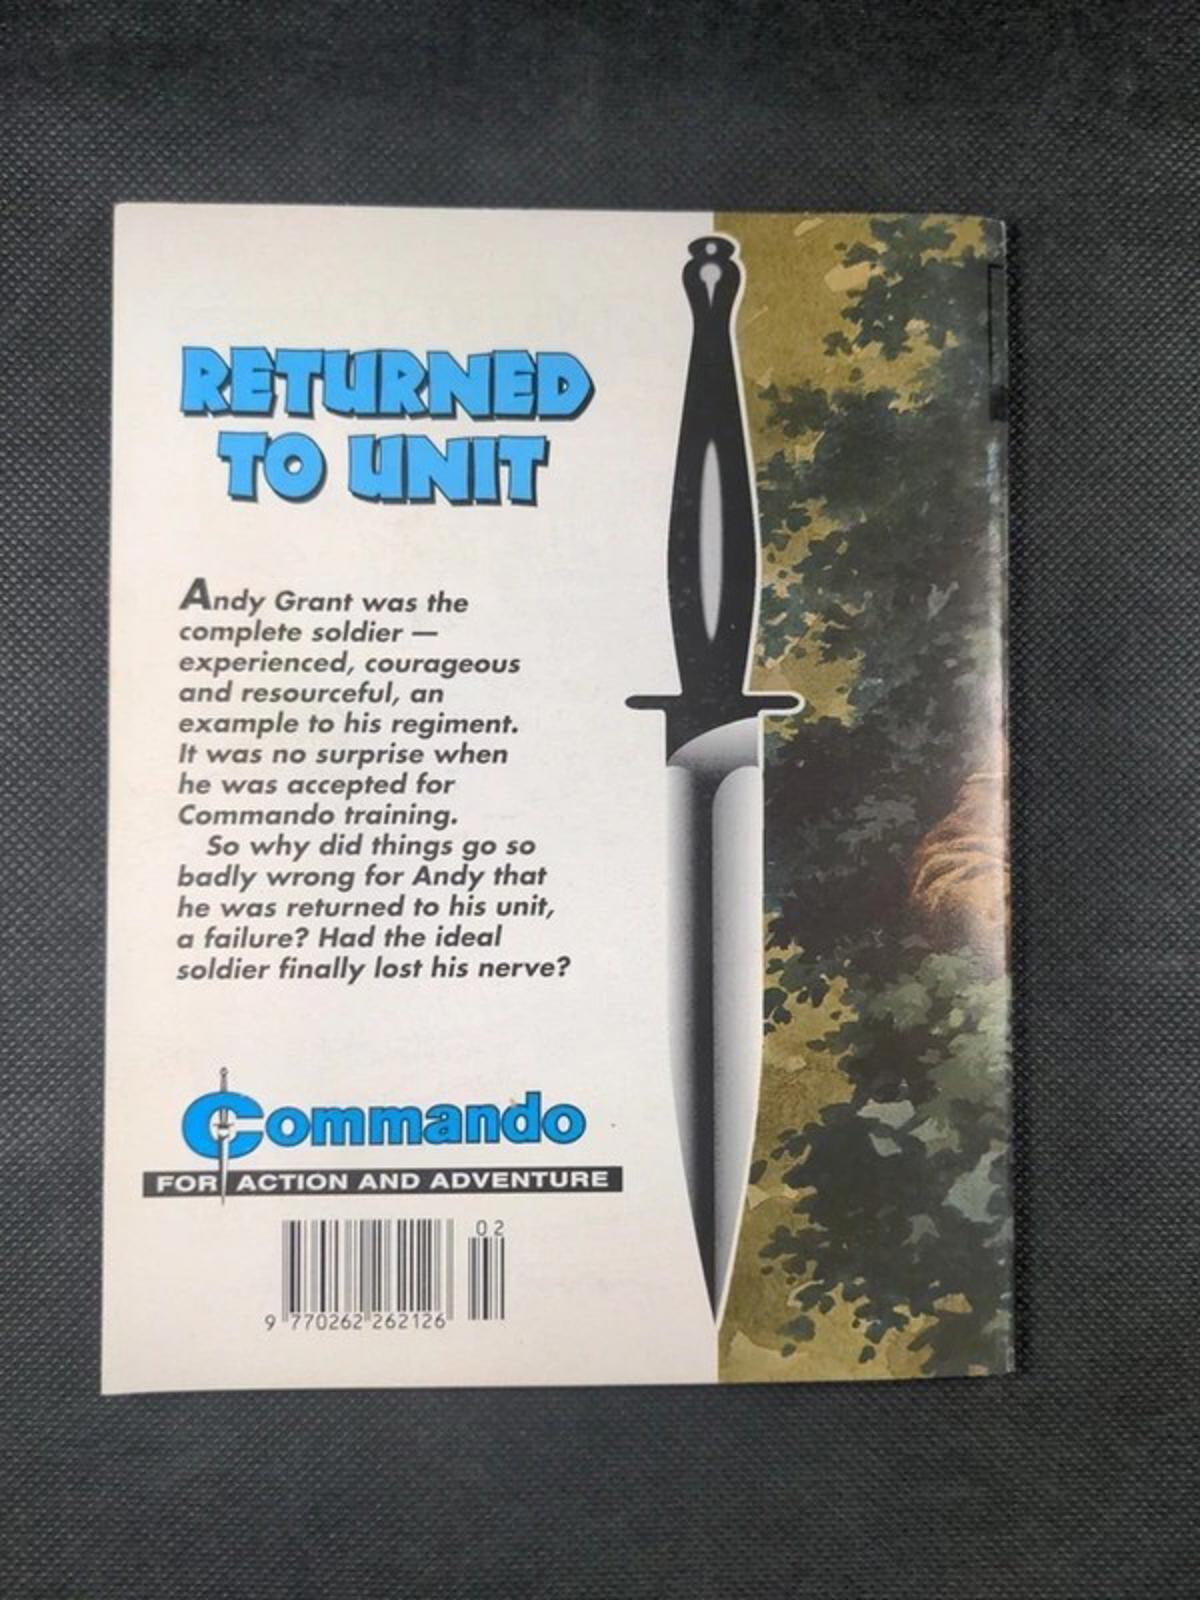 RETURNED
TO UNIT
Andy Grant was the
complete soldier —
experienced, courageous
and resourceful, an
example to his regiment.
It was no surprise when
he was accepted for
Commando training.
So why did things go so
badly wrong for Andy that
he was returned to his unit,
a failure? Had the ideal
soldier finally lost his nerve?
Commando
FOR ACTION AND ADVENTURE
02
9 770262 262126